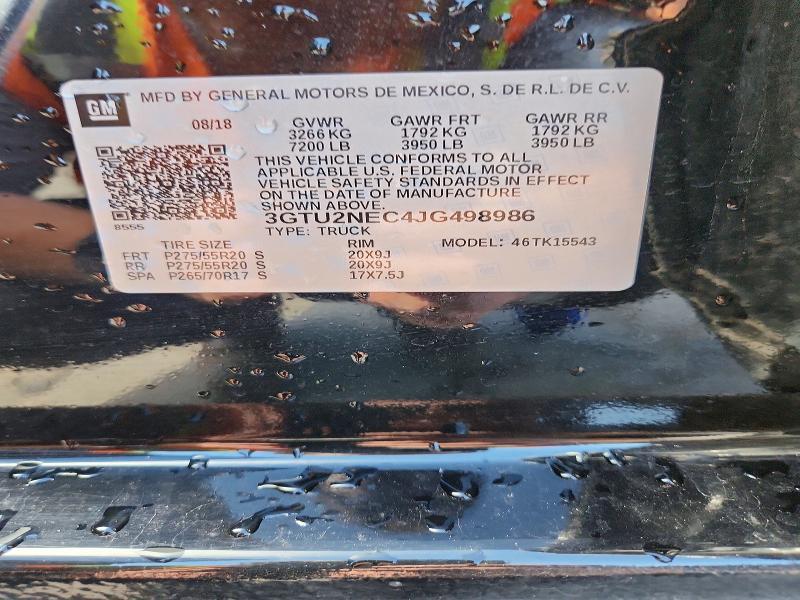 GM MFD BY GENERAL MOTORS DE MEXICO, S. DE R.L. DE C.V.
08/18 GVWR GAWR FRT GAWR RR
3266 KG 1792 KG 1792 KG
7200 LB 3950 LB 3950 LB
THIS VEHICLE CONFORMS TO ALL
APPLICABLE U.S. FEDERAL MOTOR
VEHICLE SAFETY STANDARDS IN EFFECT
ON THE DATE OF MANUFACTURE
SHOWN ABOVE.
3GTU2NEC4JG498986
8555 TYPE: TRUCK
TIRE SIZE RIM MODEL: 46TK15543
FRT P275/55R20 S 20X9J
RR P275/55R20 S 20X9J
SPA P265/70R17 S 17X7.5J